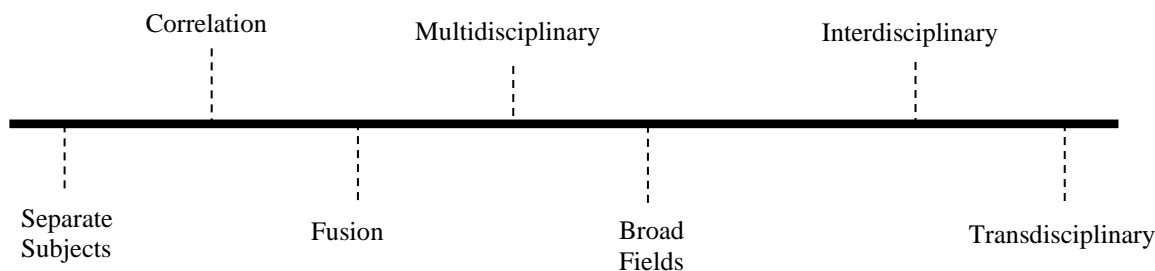 Correlation
Multidisciplinary
Interdisciplinary
Separate
Subjects
Fusion
Broad
Fields
Transdisciplinary